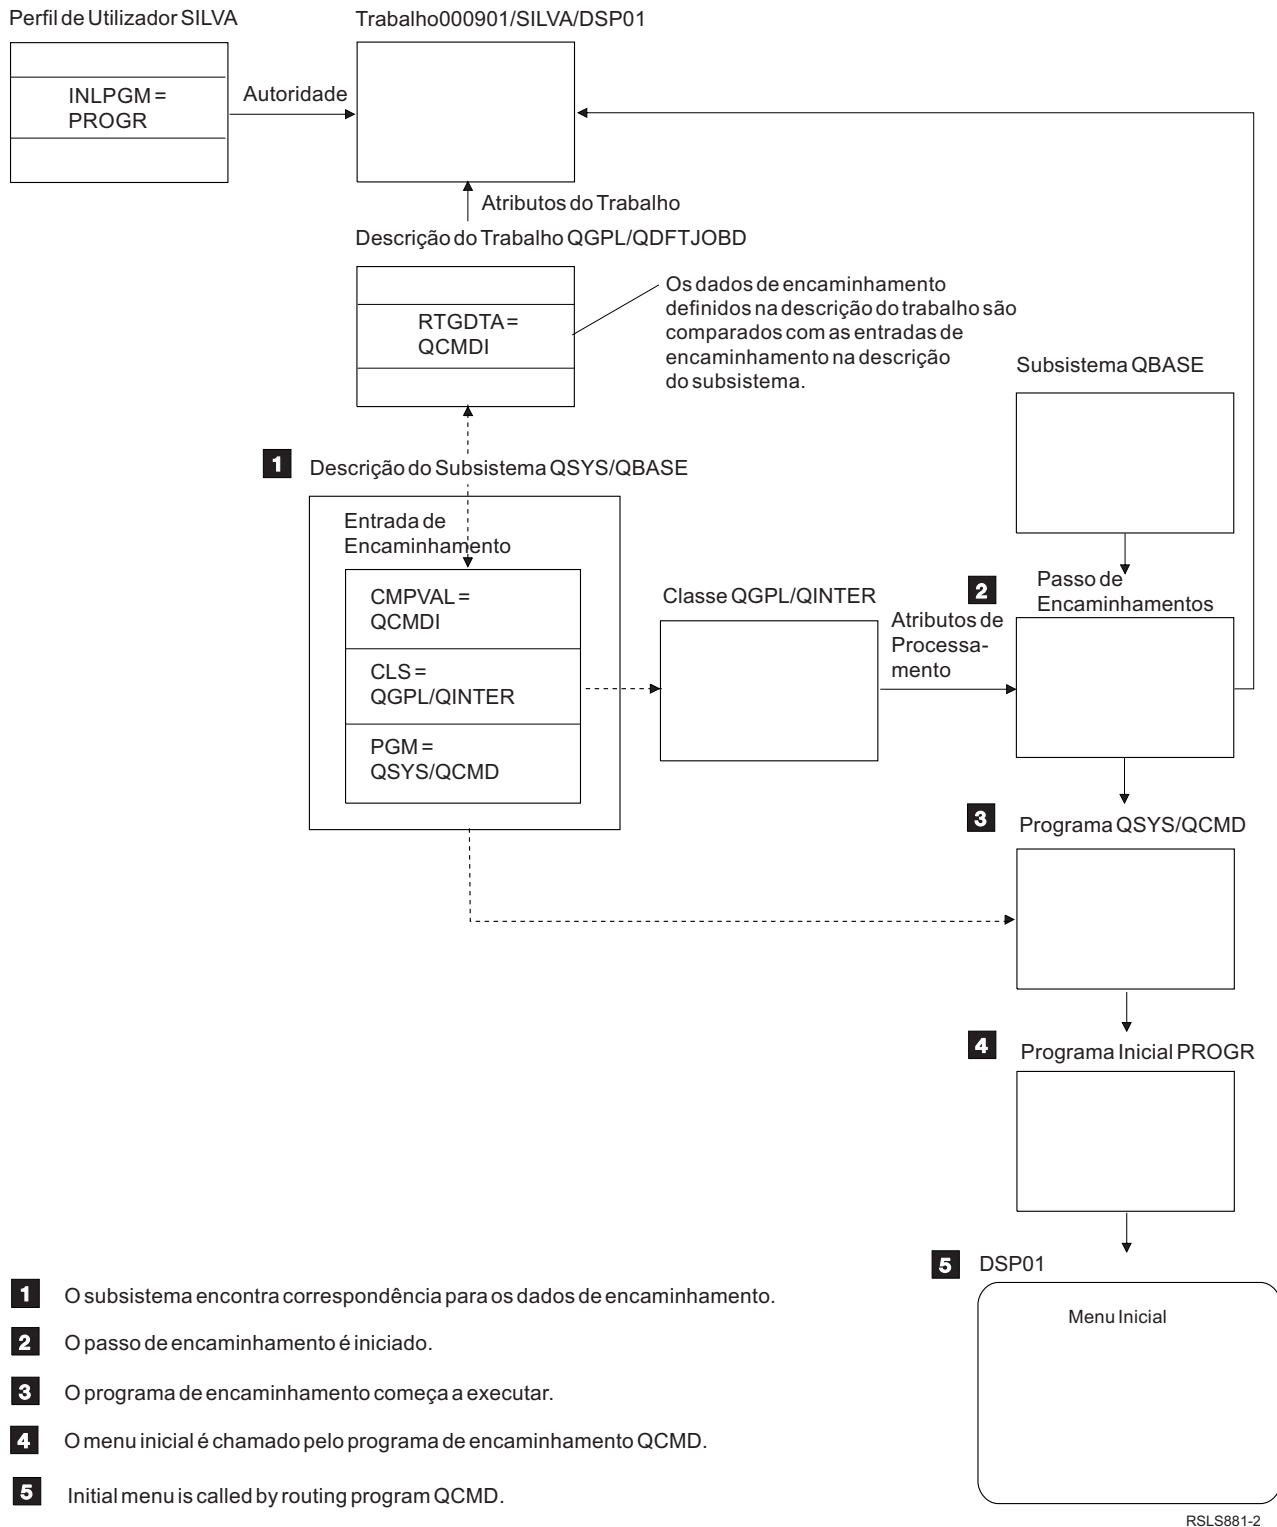 Perfil de Utilizador SILVA
Trabalho000901/SILVA/DSP01
INLPGM=
PROGR
Autoridade
Atributos do Trabalho
Descrição do Trabalho QGPL/QDFTJOBD
RTGDTA=
QCMDI
Os dados de encaminhamento
definidos na descrição do trabalho são
comparados com as entradas de
encaminhamento na descrição
do subsistema.
Subsistema QBASE
1 Descrição do Subsistema QSYS/QBASE
Entrada de
Encaminhamento
CMPVAL=
QCMDI
CLS=
QGPL/QINTER
PGM=
QSYS/QCMD
Classe QGPL/QINTER
Atributos de
Processa-
mento
2 Passo de
Encaminhamentos
3 Programa QSYS/QCMD
4 Programa Inicial PROGR
5 DSP01
Menu Inicial
1 O subsistema encontra correspondência para os dados de encaminhamento.
2 O passo de encaminhamento é iniciado.
3 O programa de encaminhamento começa a executar.
4 O menu inicial é chamado pelo programa de encaminhamento QCMD.
5 Initial menu is called by routing program QCMD.
RSLS881-2